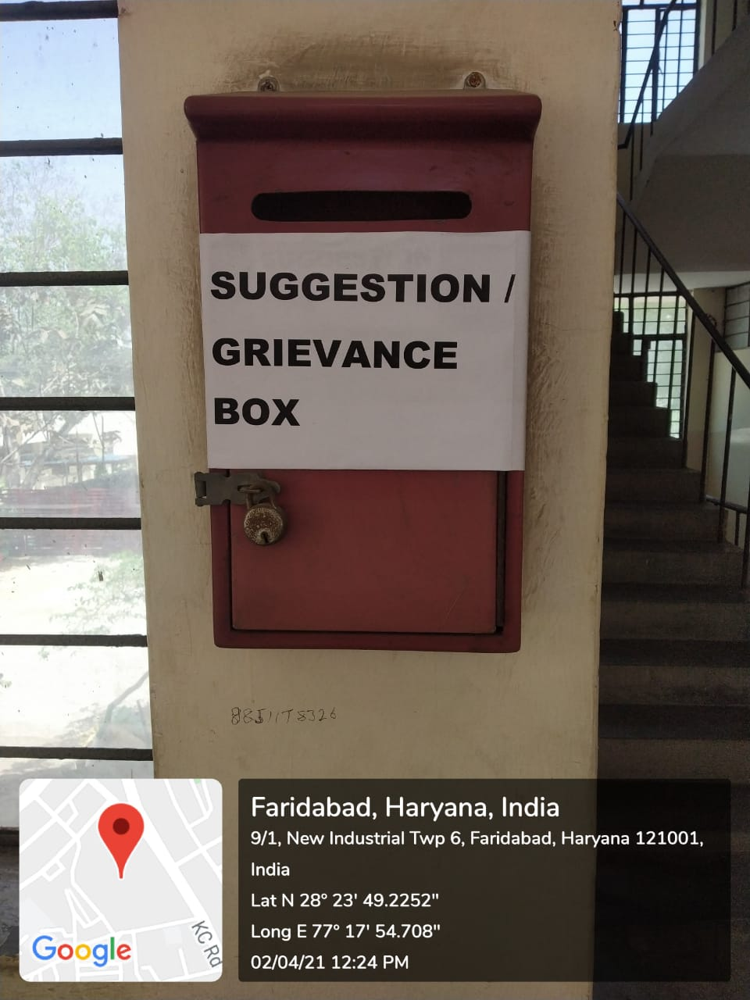 SUGGESTION /
GRIEVANCE
BOX
Faridabad, Haryana, India
9/1, New Industrial Twp 6, Faridabad, Haryana 121001,
India
Lat N 28° 23' 49.2252"
Long E 77° 17' 54.708"
02/04/21 12:24 PM
KC Rd
Google